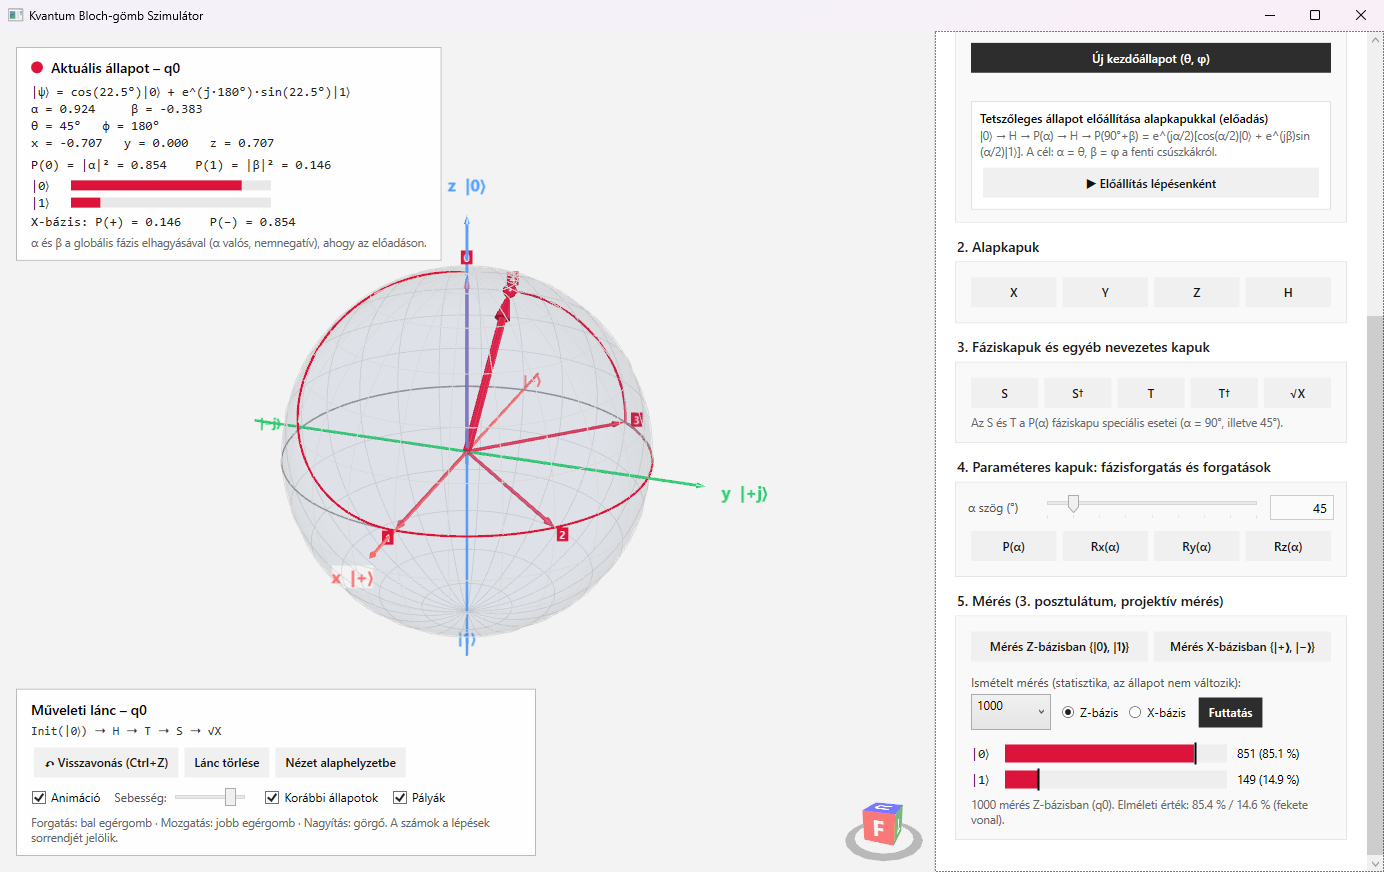 Kvantum Bloch-gömb Szimulátor
Aktuális állapot – q0
|ψ⟩ = cos(22.5°)|0⟩ + e^(j·180°)·sin(22.5°)|1⟩
α = 0.924 β = -0.383
θ = 45° ϕ = 180°
x = -0.707 y = 0.000 z = 0.707
P(0) = |α|² = 0.854 P(1) = |β|² = 0.146
|0⟩
|1⟩
X-bázis: P(+) = 0.146 P(−) = 0.854
α és β a globális fázis elhagyásával (α valós, nemnegatív), ahogy az előadáson.
z |0⟩
0
3
|−j⟩
y |+j⟩
2
x |+⟩
Műveleti lánc – q0
Init(|0⟩) → H → T → S → √X
↶ Visszavonás (Ctrl+Z)
Lánc törlése
Nézet alaphelyzetbe
Animáció
Sebesség:
Korábbi állapotok
Pályák
Forgatás: bal egérgomb · Mozgatás: jobb egérgomb · Nagyítás: görgő. A számok a lépések
sorrendjét jelölik.
F
Új kezdőállapot (θ, φ)
Tetszőleges állapot előállítása alapkapukkal (előadás)
|0⟩ → H → P(α) → H → P(90°+β) = e^(jα/2)[cos(α/2)|0⟩ + e^(jβ)sin
(α/2)|1⟩]. A cél: α = θ, β = φ a fenti csúszkákról.
▶ Előállítás lépésenként
2. Alapkapuk
X
Y
Z
H
3. Fáziskapuk és egyéb nevezetes kapuk
S
S†
T
T†
√X
Az S és T a P(α) fáziskapu speciális esetei (α = 90°, illetve 45°).
4. Paraméteres kapuk: fázisforgatás és forgatások
α szög (°)
45
P(α)
Rx(α)
Ry(α)
Rz(α)
5. Mérés (3. posztulátum, projektív mérés)
Mérés Z-bázisban {|0⟩, |1⟩}
Mérés X-bázisban {|+⟩, |−⟩}
Ismételt mérés (statisztika, az állapot nem változik):
1000
Z-bázis
X-bázis
Futtatás
|0⟩
851 (85.1 %)
|1⟩
149 (14.9 %)
1000 mérés Z-bázisban (q0). Elméleti érték: 85.4 % / 14.6 % (fekete
vonal).